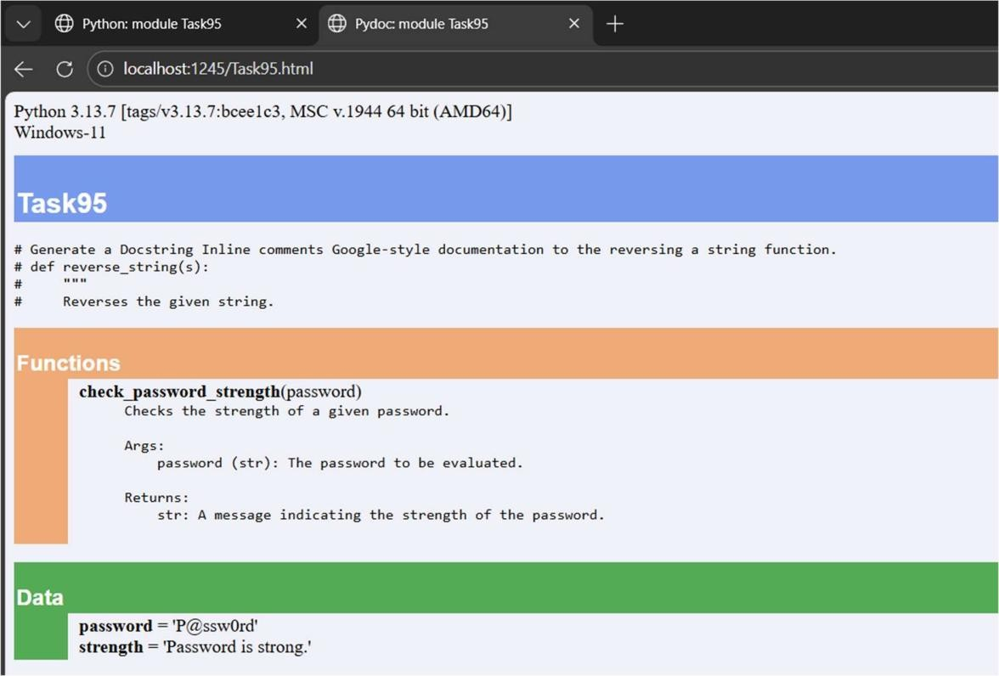 Python: module Task95
Pydoc: module Task95
localhost:1245/Task95.html
Python 3.13.7 [tags/v3.13.7:bcee1c3, MSC v.1944 64 bit (AMD64)]
Windows-11
Task95
# Generate a Docstring Inline comments Google-style documentation to the reversing a string function.
# def reverse_string(s):
#     """
#     Reverses the given string.
Functions
check_password_strength(password)
Checks the strength of a given password.
Args:
password (str): The password to be evaluated.
Returns:
str: A message indicating the strength of the password.
Data
password = 'P@ssw0rd'
strength = 'Password is strong.'